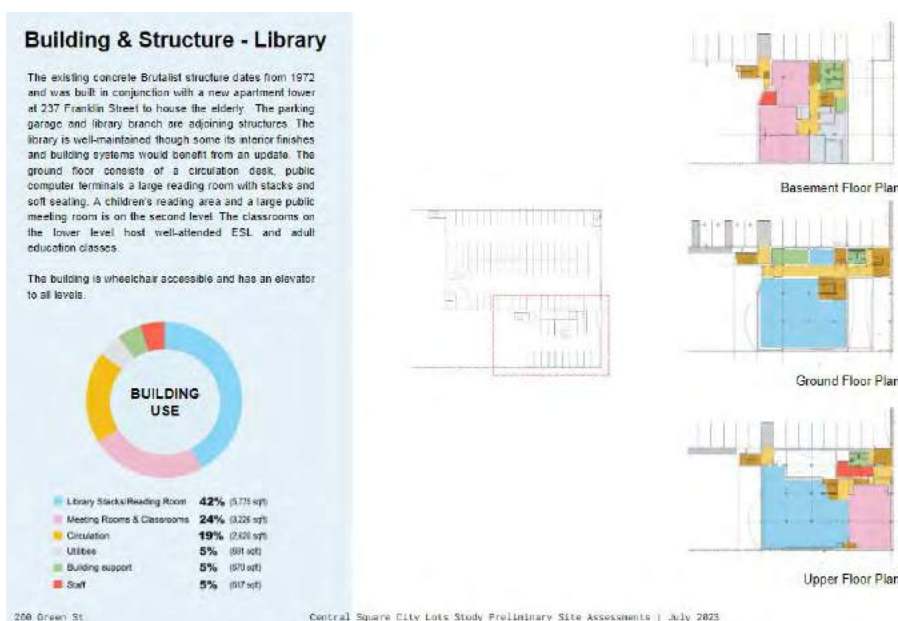 Building & Structure - Library
The existing concrete Brutalist structure dates from 1972
and was built in conjunction with a new apartment tower
at 237 Franklin Street to house the elderly. The parking
garage and library branch are adjoining structures. The
library is well-maintained though some its interior finishes
and building systems would benefit from an update. The
ground floor consists of a circulation desk, public
computer terminals a large reading room with stacks and
soft seating. A children's reading area and a large public
meeting room is on the second level. The classrooms on
the lower level host well-attended ESL and adult
education classes.
The building is wheelchair accessible and has an elevator
to all levels.
BUILDING
USE
Library Stacks/Reading Room 42% (5,775 sqft)
Meeting Rooms & Classrooms 24% (3,226 sqft)
Circulation 19% (2,620 sqft)
Utilities 5% (681 sqft)
Building support 5% (670 sqft)
Staff 5% (617 sqft)
Basement Floor Plan
Ground Floor Plan
Upper Floor Plan
260 Green St
Central Square City Lots Study Preliminary Site Assessments | July 2023